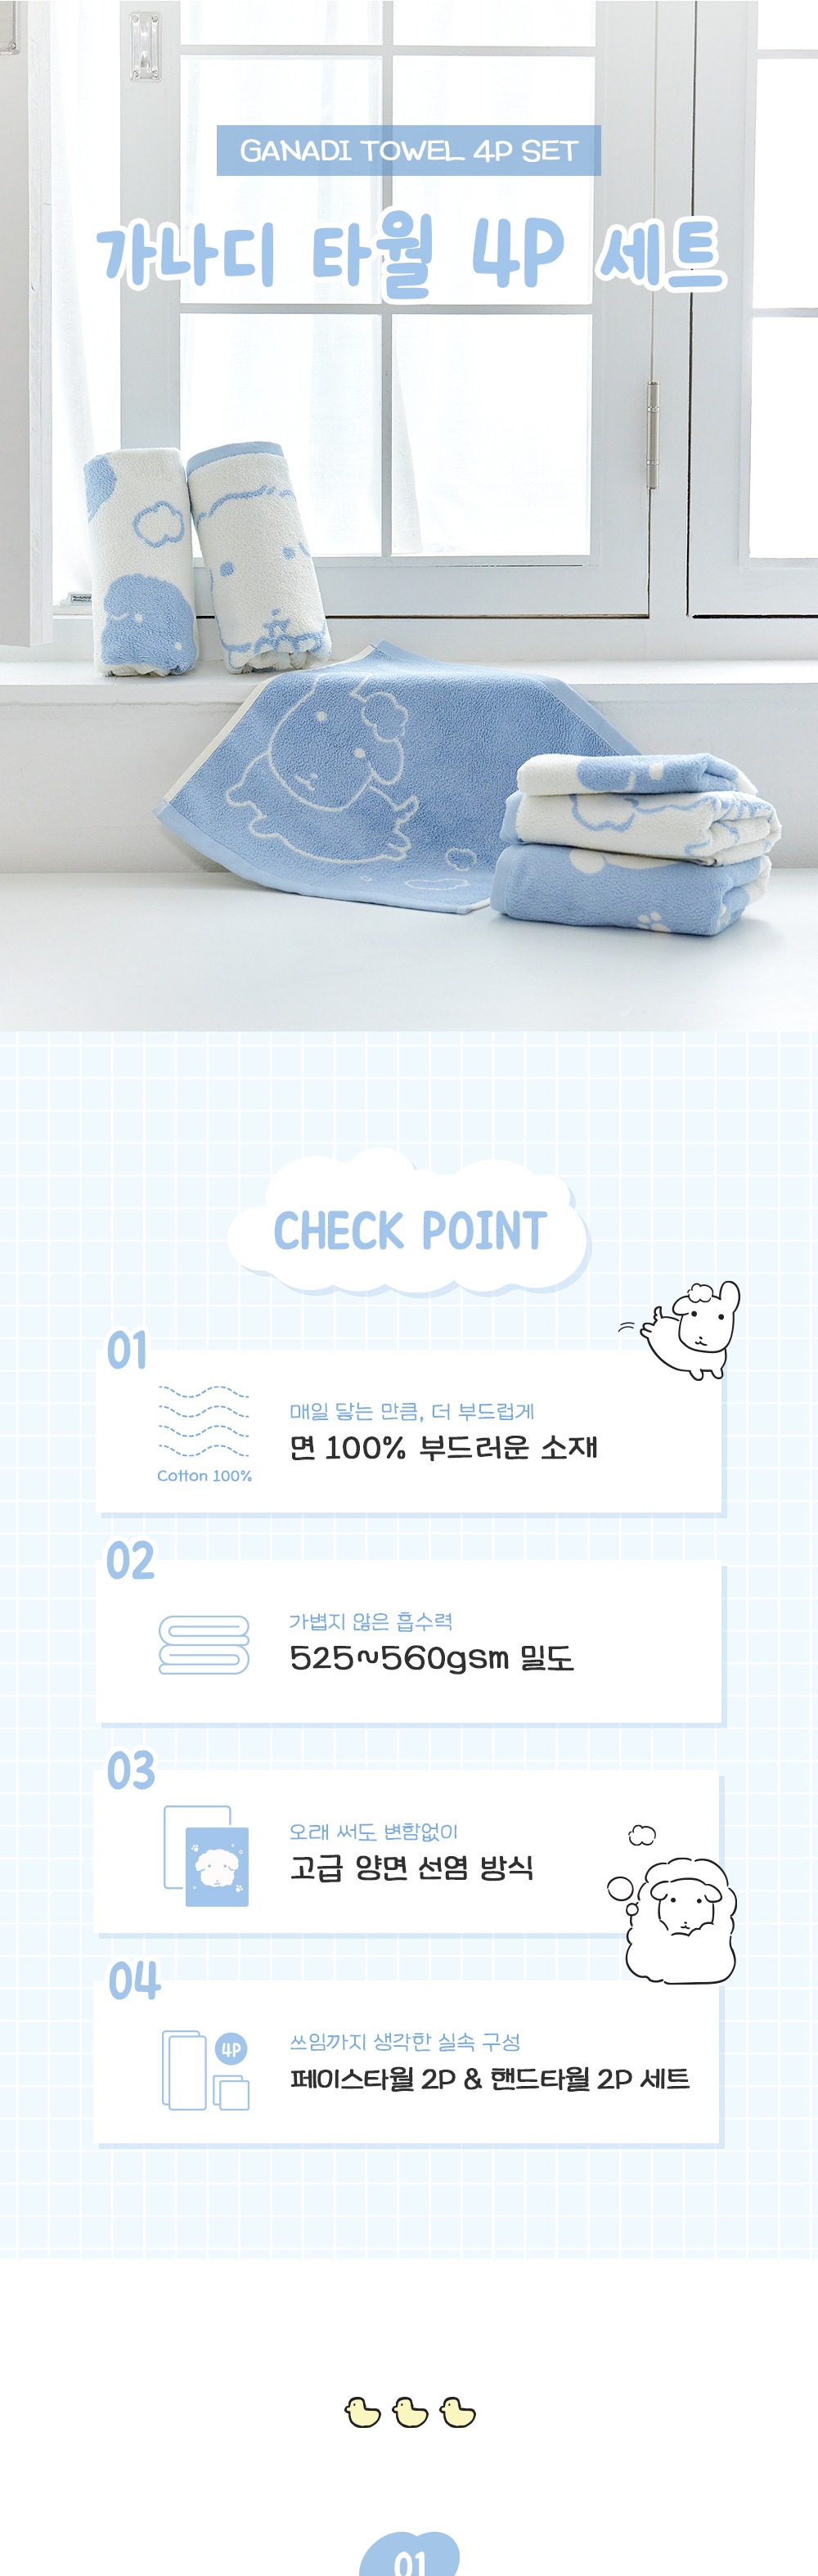 GANADI TOWEL 4P SET
가나디 타월 4P 세트
CHECK POINT
01
매일 닿는 만큼, 더 부드럽게
면 100% 부드러운 소재
Cotton 100%
02
가볍지 않은 흡수력
525~560gsm 밀도
03
오래 써도 변함없이
고급 양면 선염 방식
04
쓰임까지 생각한 실속 구성
4P
페이스타월 2P & 핸드타월 2P 세트
01